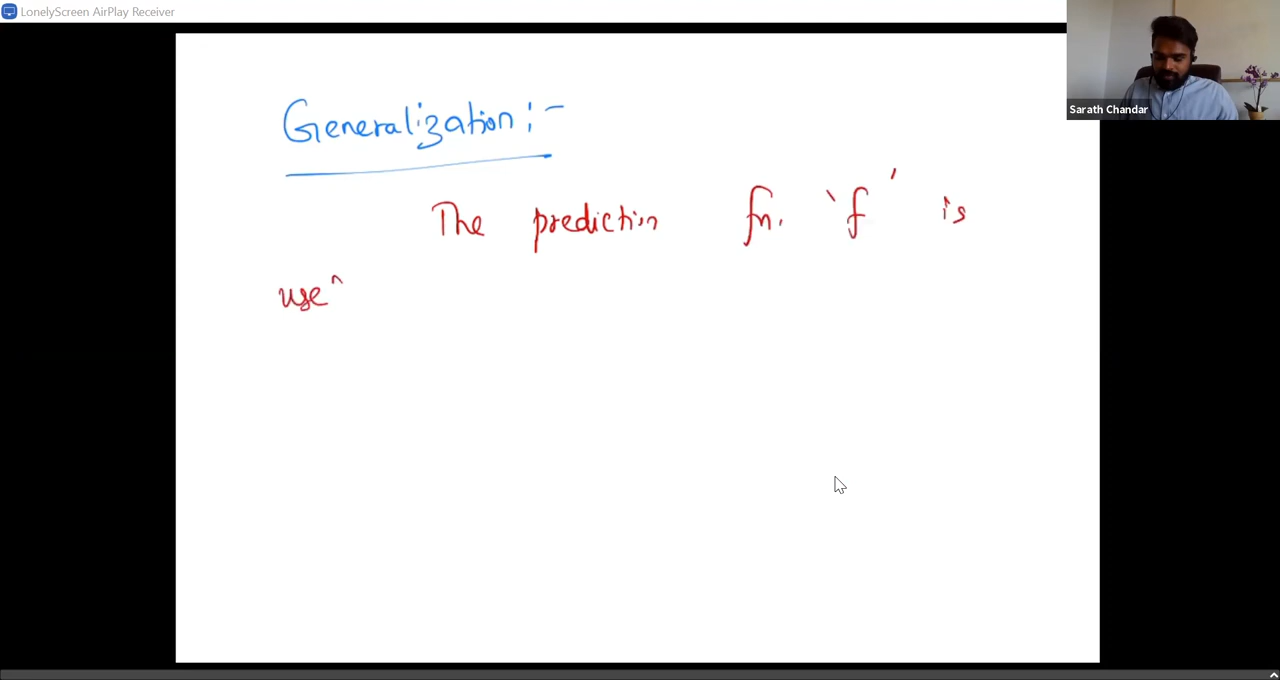 LonelyScreen AirPlay Receiver
Sarath Chandar
Generalization:-
The prediction fn. 'f' is
use